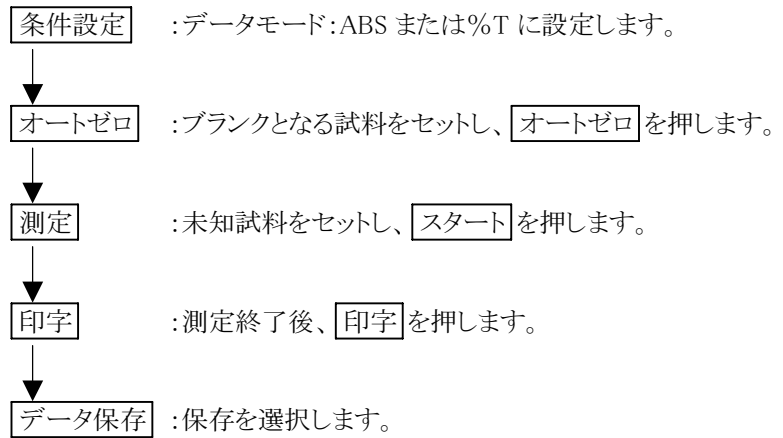 条件設定 :データモード:ABS または%T に設定します。
オートゼロ :ブランクとなる試料をセットし、オートゼロを押します。
測定 :未知試料をセットし、スタートを押します。
印字 :測定終了後、印字を押します。
データ保存 :保存を選択します。